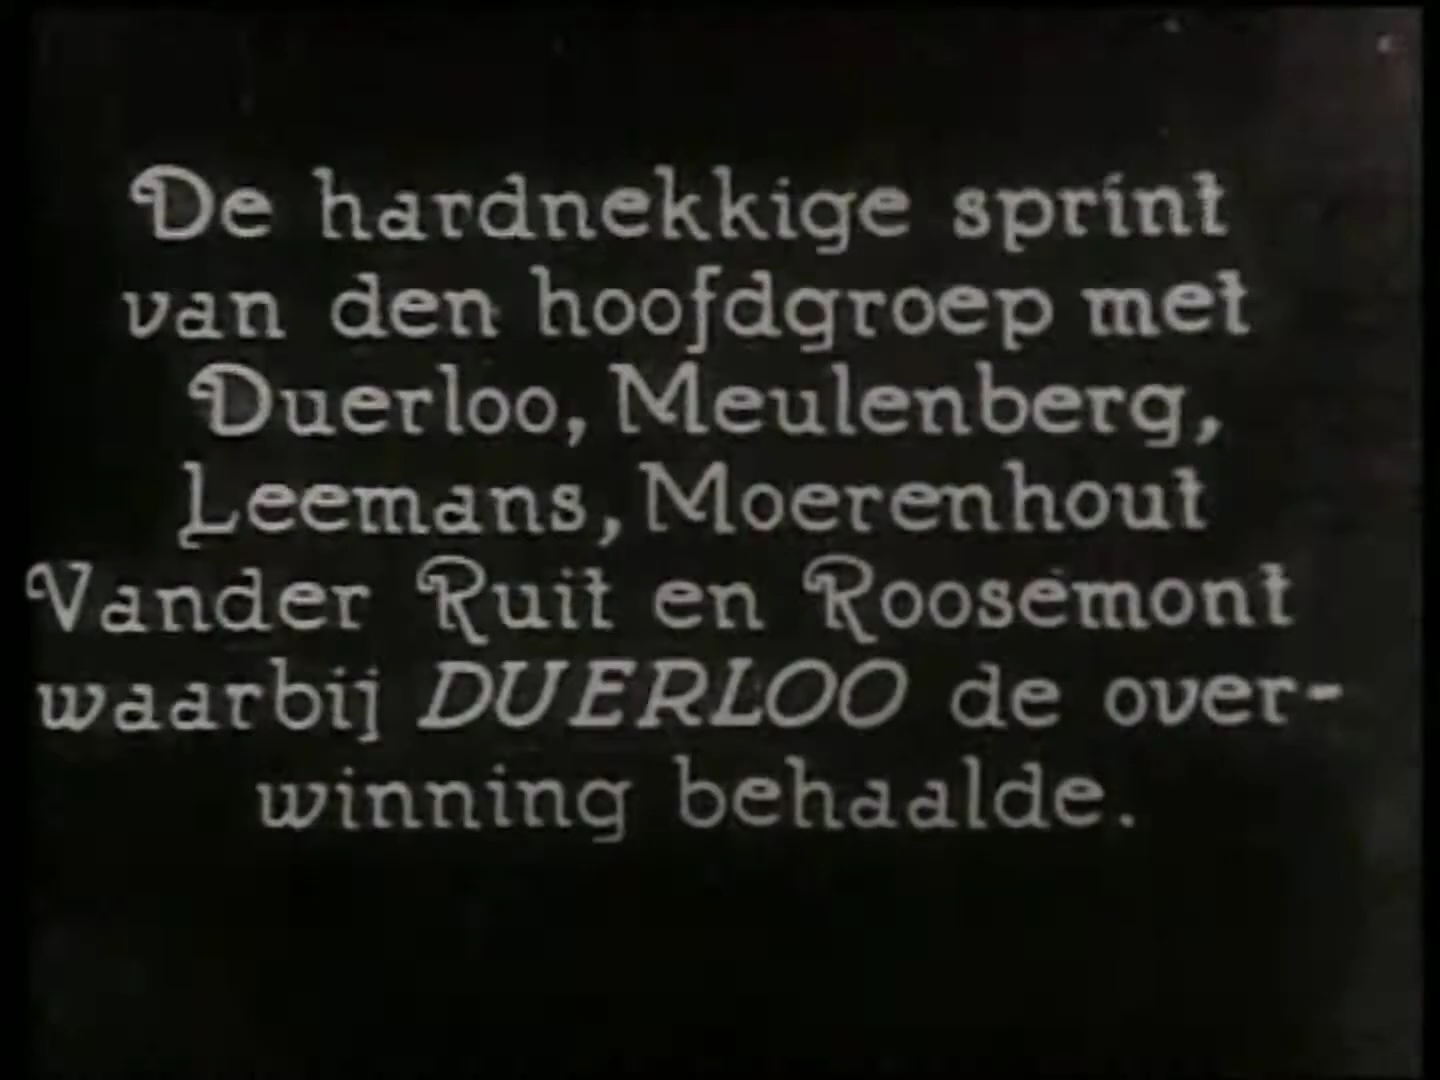 De hardnekkige sprint
van den hoofdgroep met
Duerloo, Meulenberg,
Leemans, Moerenhout
Vander Ruit en Roosemont
waarbij DUERLOO de over-
winning behaalde.